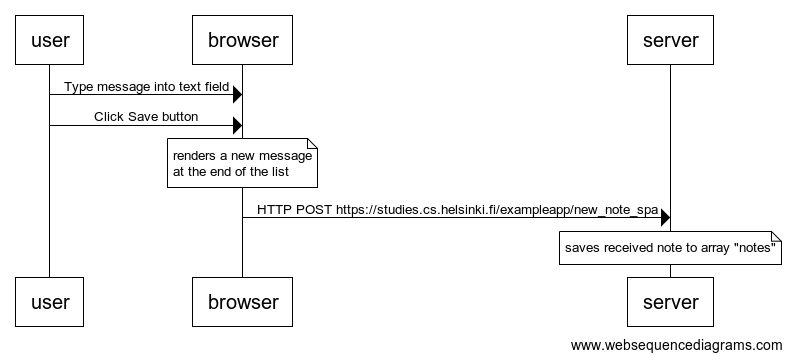 user
browser
server
Type message into text field
Click Save button
renders a new message
at the end of the list
HTTP POST https://studies.cs.helsinki.fi/exampleapp/new_note_spa
saves received note to array "notes"
user
browser
server
www.websequencediagrams.com